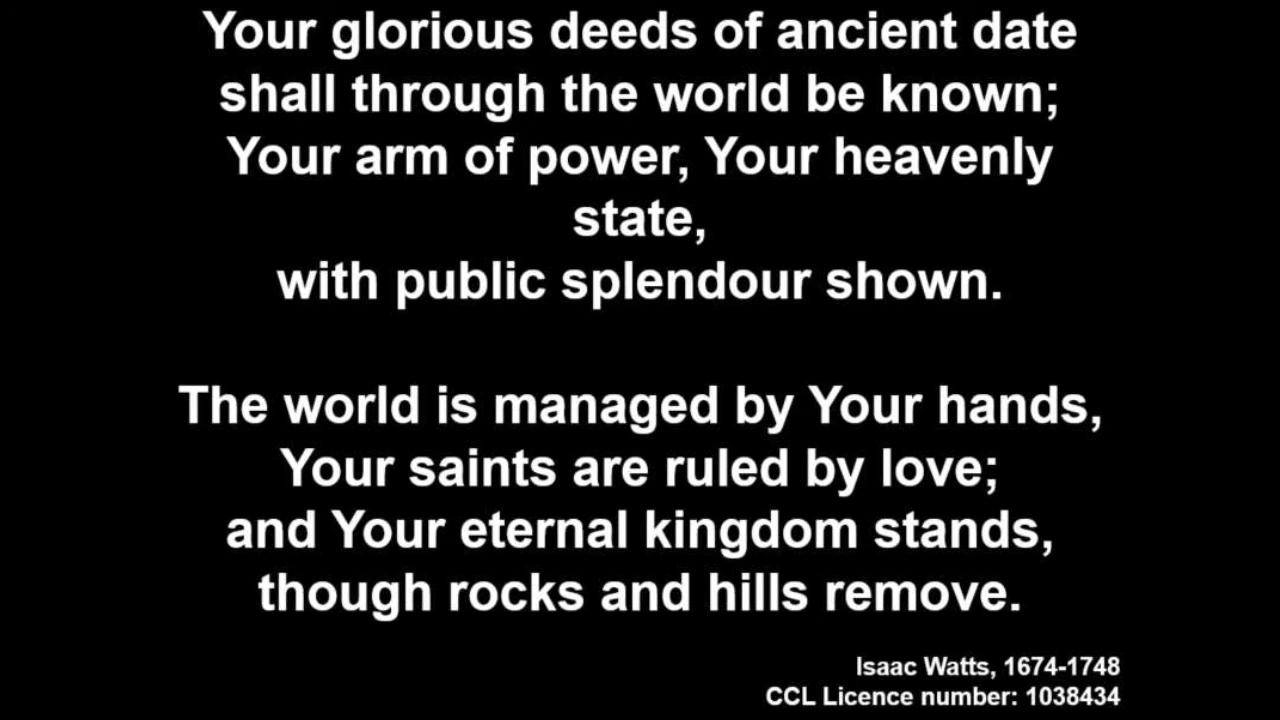 Your glorious deeds of ancient date
shall through the world be known;
Your arm of power, Your heavenly
state,
with public splendour shown.
The world is managed by Your hands,
Your saints are ruled by love;
and Your eternal kingdom stands,
though rocks and hills remove.
Isaac Watts, 1674-1748
CCL Licence number: 1038434